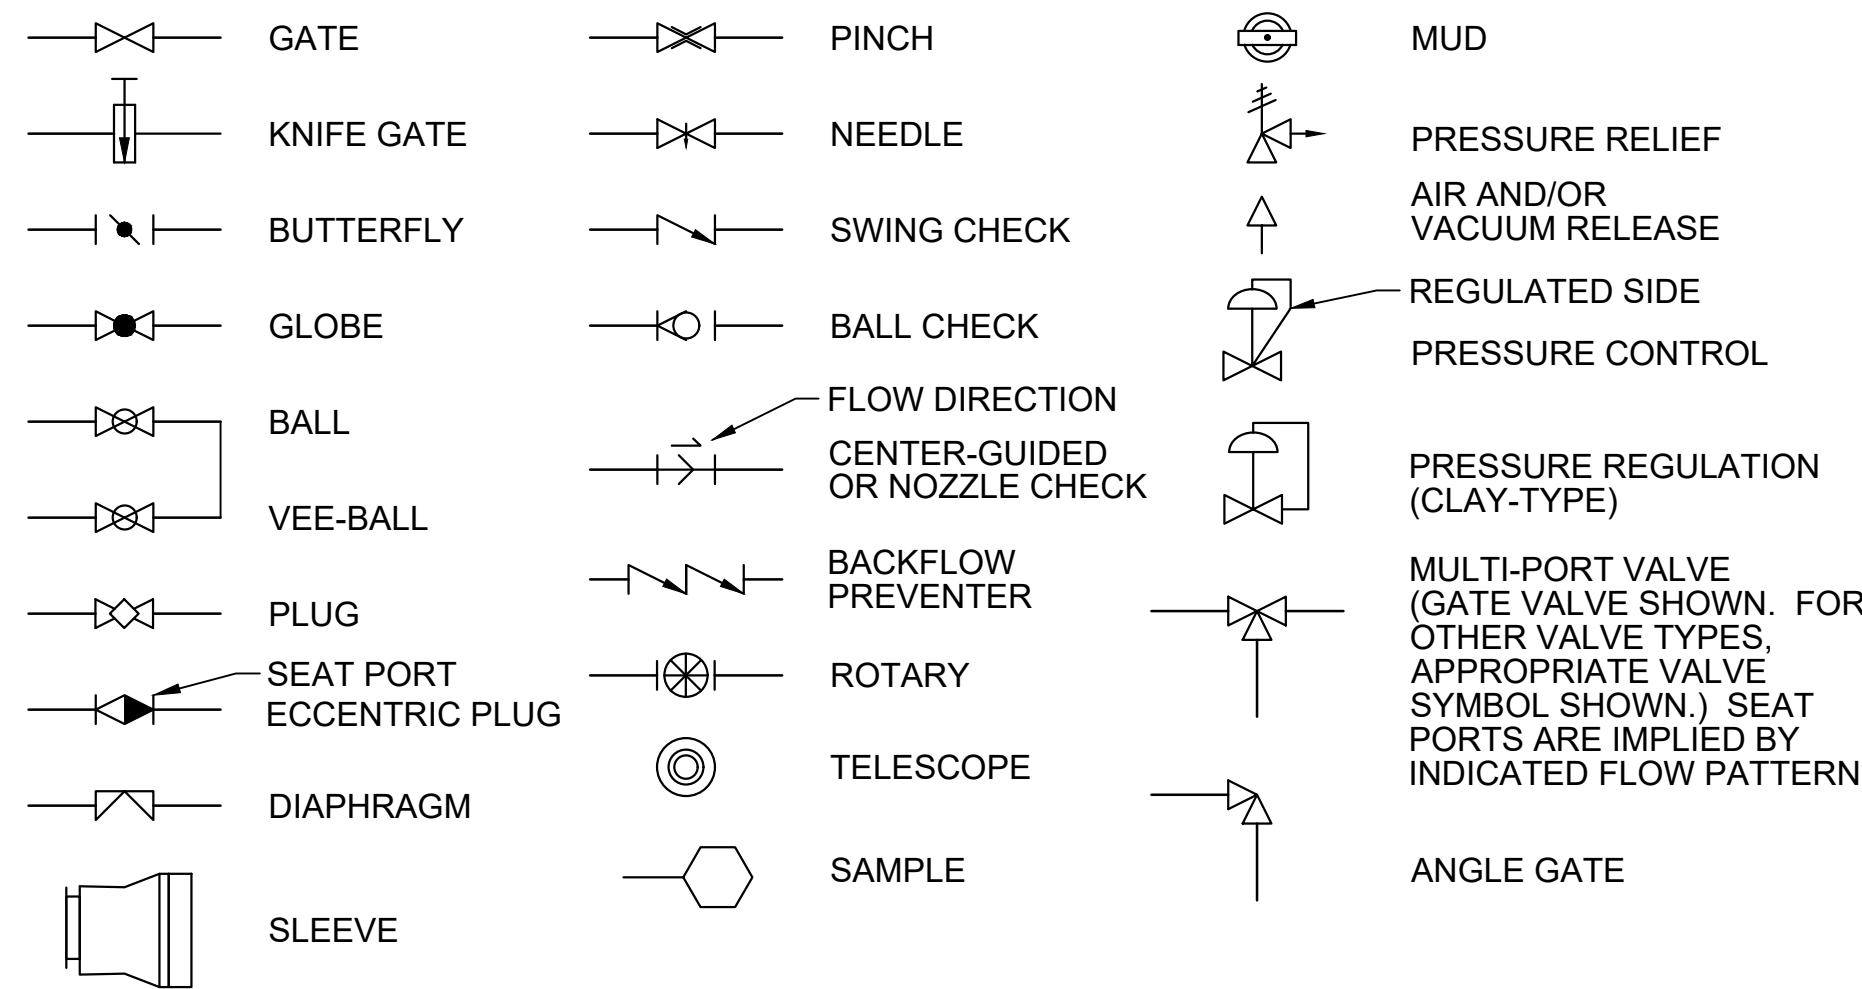 GATE
KNIFE GATE
BUTTERFLY
GLOBE
BALL
VEE-BALL
PLUG
SEAT PORT
ECCENTRIC PLUG
DIAPHRAGM
SLEEVE
PINCH
NEEDLE
SWING CHECK
BALL CHECK
FLOW DIRECTION
CENTER-GUIDED
OR NOZZLE CHECK
BACKFLOW
PREVENTER
ROTARY
TELESCOPE
SAMPLE
MUD
PRESSURE RELIEF
AIR AND/OR
VACUUM RELEASE
REGULATED SIDE
PRESSURE CONTROL
PRESSURE REGULATION
(CLAY-TYPE)
MULTI-PORT VALVE
(GATE VALVE SHOWN.  FOR
OTHER VALVE TYPES,
APPROPRIATE VALVE
SYMBOL SHOWN.)  SEAT
PORTS ARE IMPLIED BY
INDICATED FLOW PATTERN
ANGLE GATE